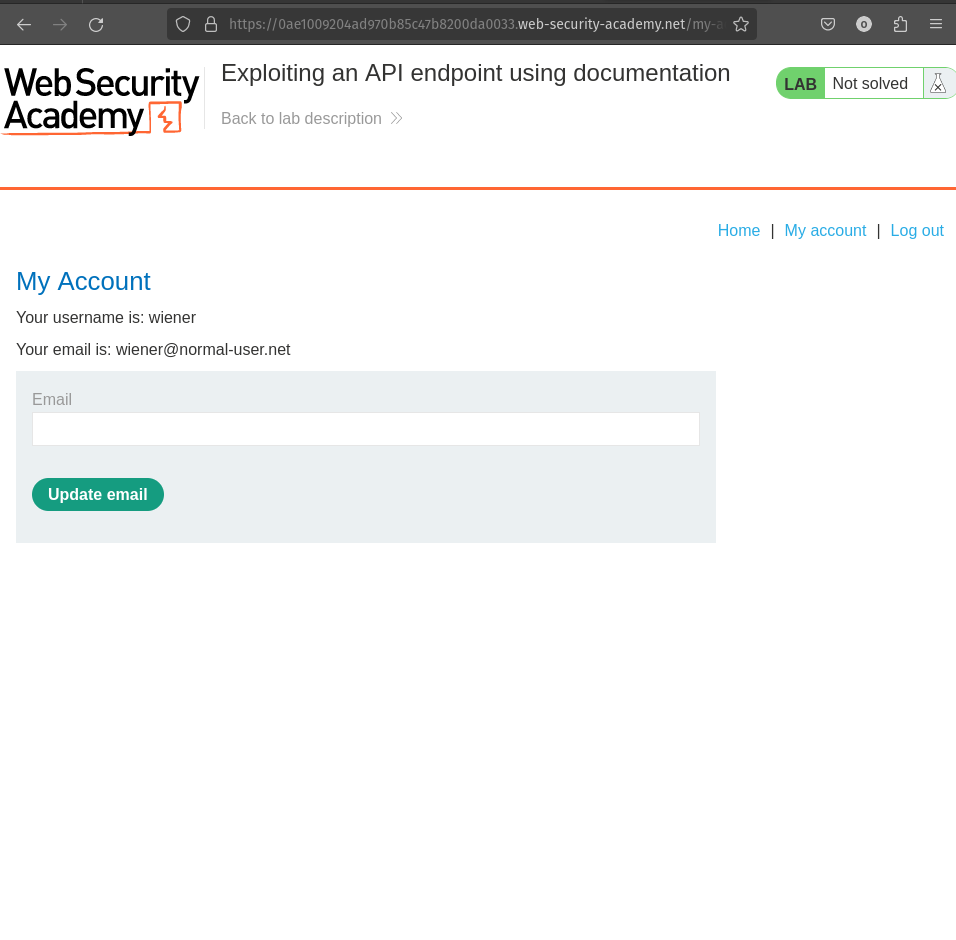 https://0ae1009204ad970b85c47b8200da0033.web-security-academy.net/my-a
Web Security
Academy
Exploiting an API endpoint using documentation
Back to lab description
LAB Not solved
Home | My account | Log out
My Account
Your username is: wiener
Your email is: wiener@normal-user.net
Email
Update email